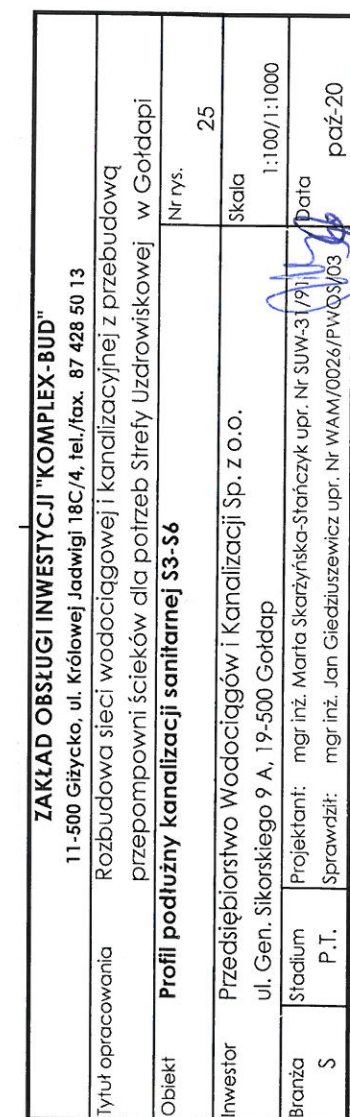 ZAKŁAD OBSŁUGI INWESTYCJI "KOMPLEX-BUD"
11-500 Giżycko, ul. Królowej Jadwigi 18C/4, tel./fax. 87 428 50 13
Tytuł opracowania Rozbudowa sieci wodociągowej i kanalizacyjnej z przebudową
przepompowni ścieków dla potrzeb Strefy Uzdrowiskowej w Gołdapi
Obiekt Profil podłużny kanalizacji sanitarnej S3-S6 Nr rys.
25
Inwestor Przedsiębiorstwo Wodociągów i Kanalizacji Sp. z o.o. Skala
ul. Gen. Sikorskiego 9 A, 19-500 Gołdap 1:100/1:1000
Branża Stadium Projektant: mgr inż. Marta Skarżyńska-Stańczyk upr. Nr SUW-31/91 Data
S P.T. Sprawdził: mgr inż. Jan Giedziuszewicz upr. Nr WAM/0026/PWOS/03 paź-20